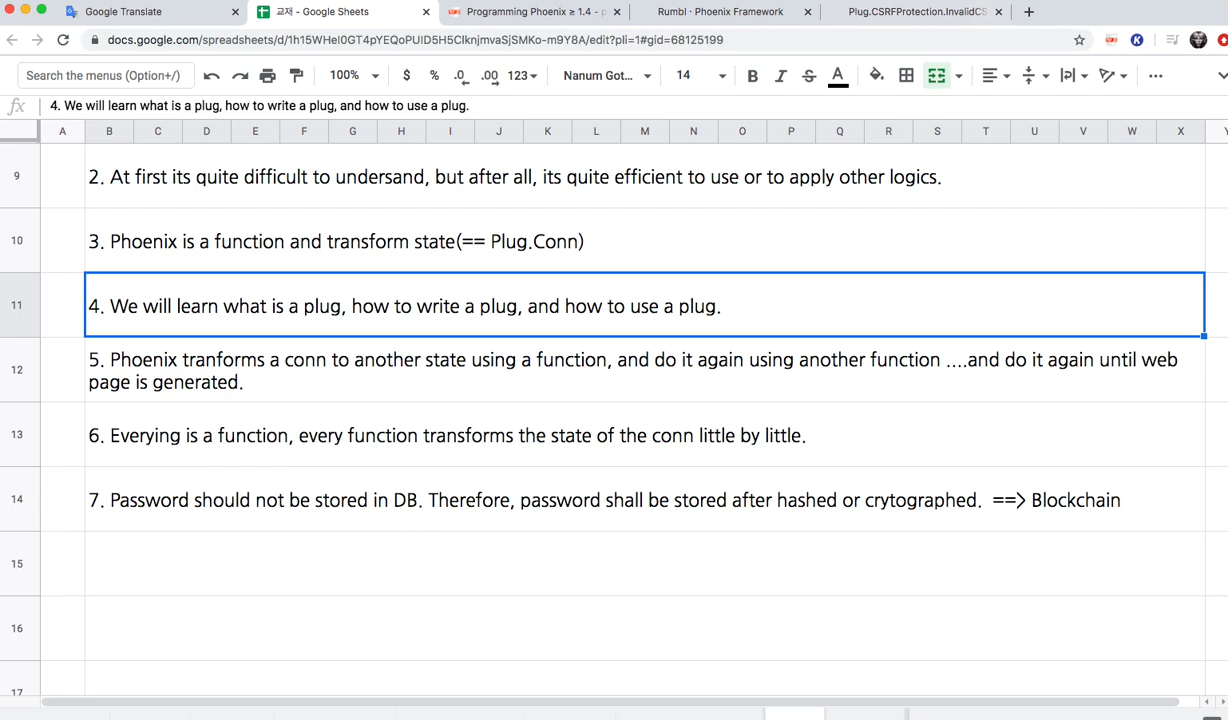 Google Translate
교재 - Google Sheets
Programming Phoenix ≥ 1.4 - p
Rumbl · Phoenix Framework
Plug.CSRFProtection.InvalidCS
docs.google.com/spreadsheets/d/1h15WHeI0GT4pYEQoPUID5H5CIknjmvaSjSMKo-m9Y8A/edit?pli=1#gid=68125199
Search the menus (Option+/)
100%
$
%
.0
.00
123
Nanum Got...
14
B
I
S
A
fx
4. We will learn what is a plug, how to write a plug, and how to use a plug.
A B C D E F G H I J K L M N O P Q R S T U V W X Y
9
2. At first its quite difficult to undersand, but after all, its quite efficient to use or to apply other logics.
10
3. Phoenix is a function and transform state(== Plug.Conn)
11
4. We will learn what is a plug, how to write a plug, and how to use a plug.
12
5. Phoenix tranforms a conn to another state using a function, and do it again using another function ....and do it again until web
page is generated.
13
6. Everying is a function, every function transforms the state of the conn little by little.
14
7. Password should not be stored in DB. Therefore, password shall be stored after hashed or crytographed. ==> Blockchain
15
16
17